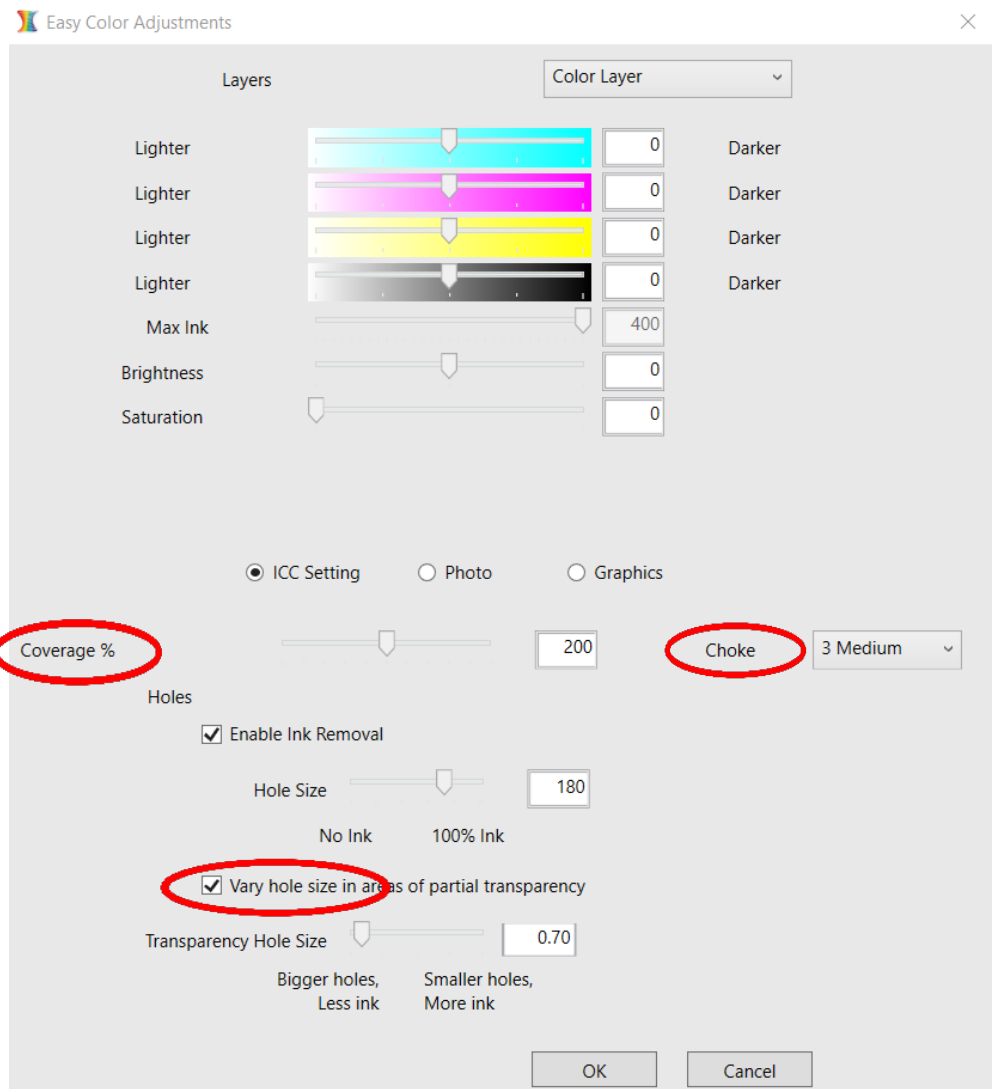 Easy Color Adjustments
Layers Color Layer
Lighter 0 Darker
Lighter 0 Darker
Lighter 0 Darker
Lighter 0 Darker
Max Ink 400
Brightness 0
Saturation 0
ICC Setting Photo Graphics
Coverage % 200 Choke 3 Medium
Holes
Enable Ink Removal
Hole Size 180
No Ink 100% Ink
Vary hole size in areas of partial transparency
Transparency Hole Size 0.70
Bigger holes, Smaller holes,
Less ink More ink
OK Cancel